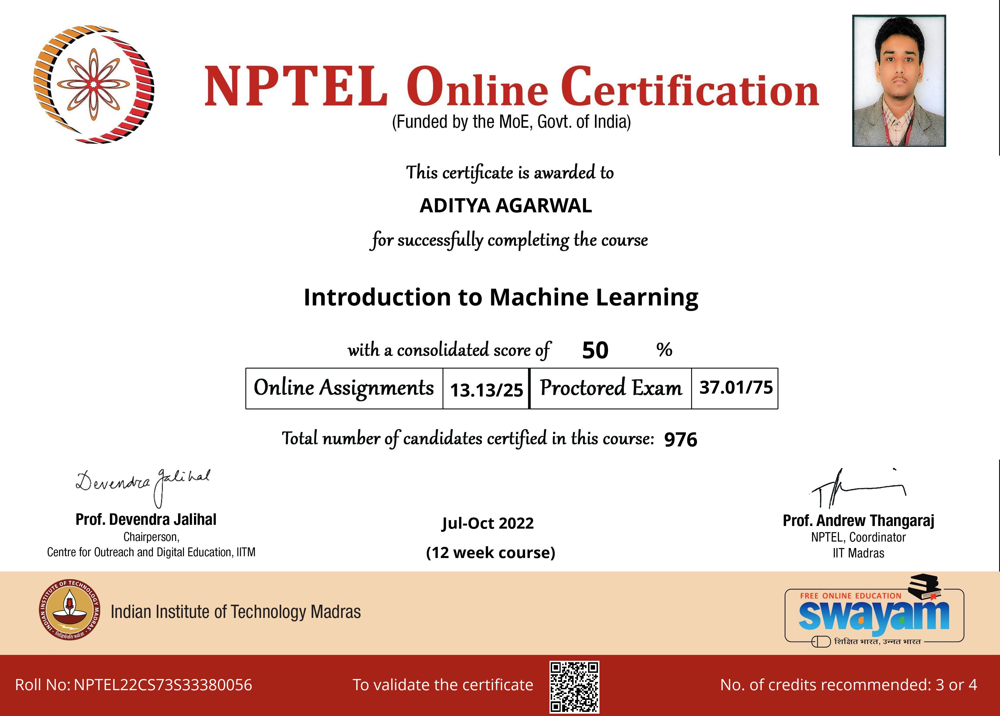 NPTEL Online Certification
(Funded by the MoE, Govt. of India)
This certificate is awarded to
ADITYA AGARWAL
for successfully completing the course
Introduction to Machine Learning
with a consolidated score of 50 %
Online Assignments 13.13/25 Proctored Exam 37.01/75
Total number of candidates certified in this course: 976
Devendra Jalihal
Prof. Devendra Jalihal
Chairperson,
Centre for Outreach and Digital Education, IITM
Jul-Oct 2022
(12 week course)
Prof. Andrew Thangaraj
NPTEL, Coordinator
IIT Madras
INDIAN INSTITUTE OF TECHNOLOGY MADRAS
सिद्धिर्भवति कर्मजा
Indian Institute of Technology Madras
FREE ONLINE EDUCATION
swayam
शिक्षित भारत, उन्नत भारत
Roll No: NPTEL22CS73S33380056
To validate the certificate
No. of credits recommended: 3 or 4